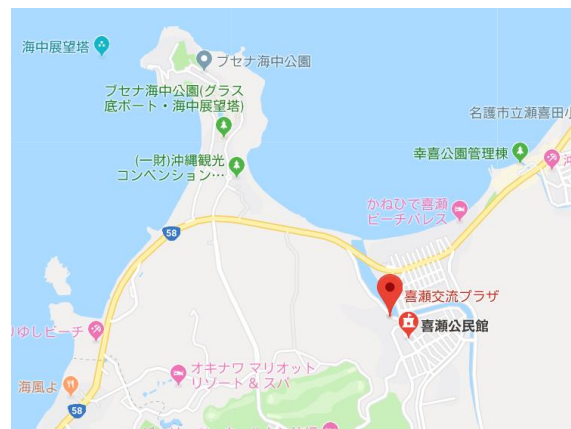 海中展望塔
ブセナ海中公園
ブセナ海中公園(グラス
底ボート・海中展望塔)
名護市立瀬喜田小
(一財)沖縄観光
コンベンション…
幸喜公園管理棟
かねひで喜瀬
ビーチパレス
58
喜瀬交流プラザ
喜瀬公民館
りゆしビーチ
オキナワ マリオット
リゾート & スパ
海風よ
58